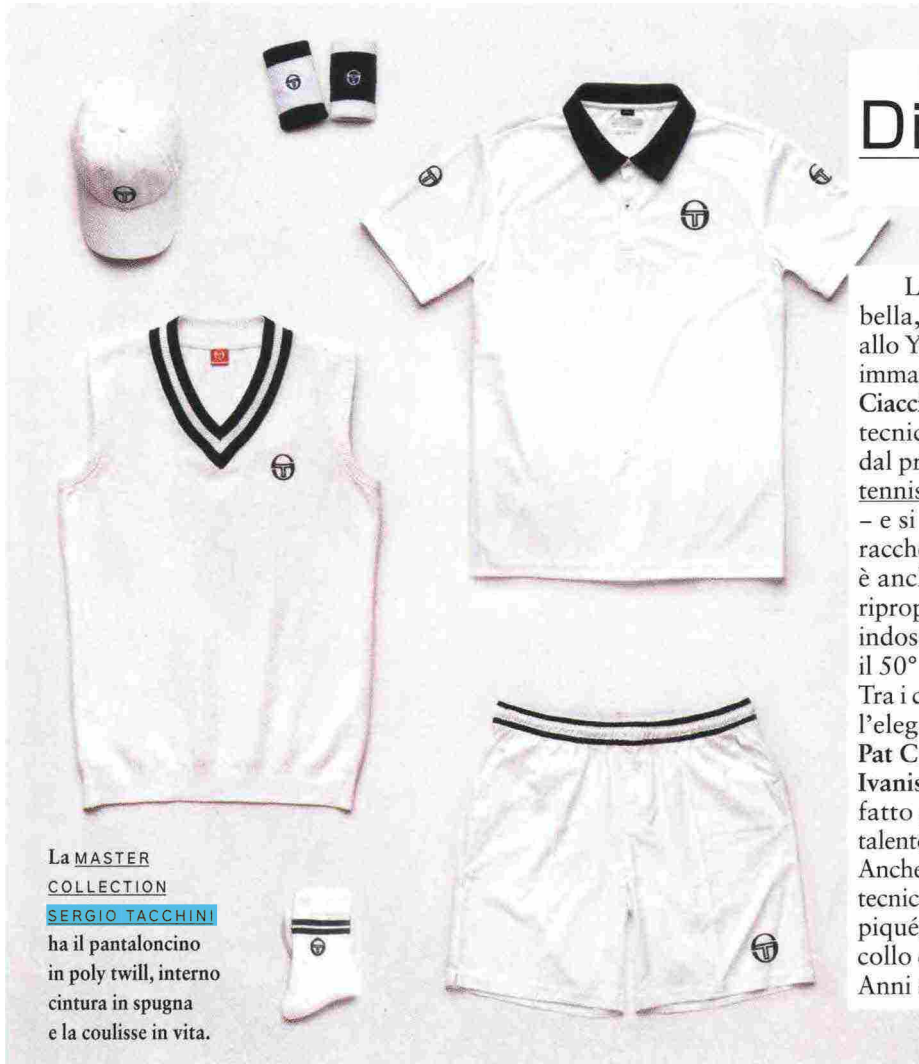 La MASTER
COLLECTION
SERGIO TACCHINI
ha il pantaloncino
in poly twill, interno
cintura in spugna
e la coulisse in vita.
Di
L
bella,
allo Y
imma
Ciacc
tecnic
dal pr
tennis
– e si
racch
è anc
riprop
indos
il 50°
Tra i c
l'eleg
Pat C
Ivanis
fatto
talent
Anche
tecnic
piqué
collo
Anni